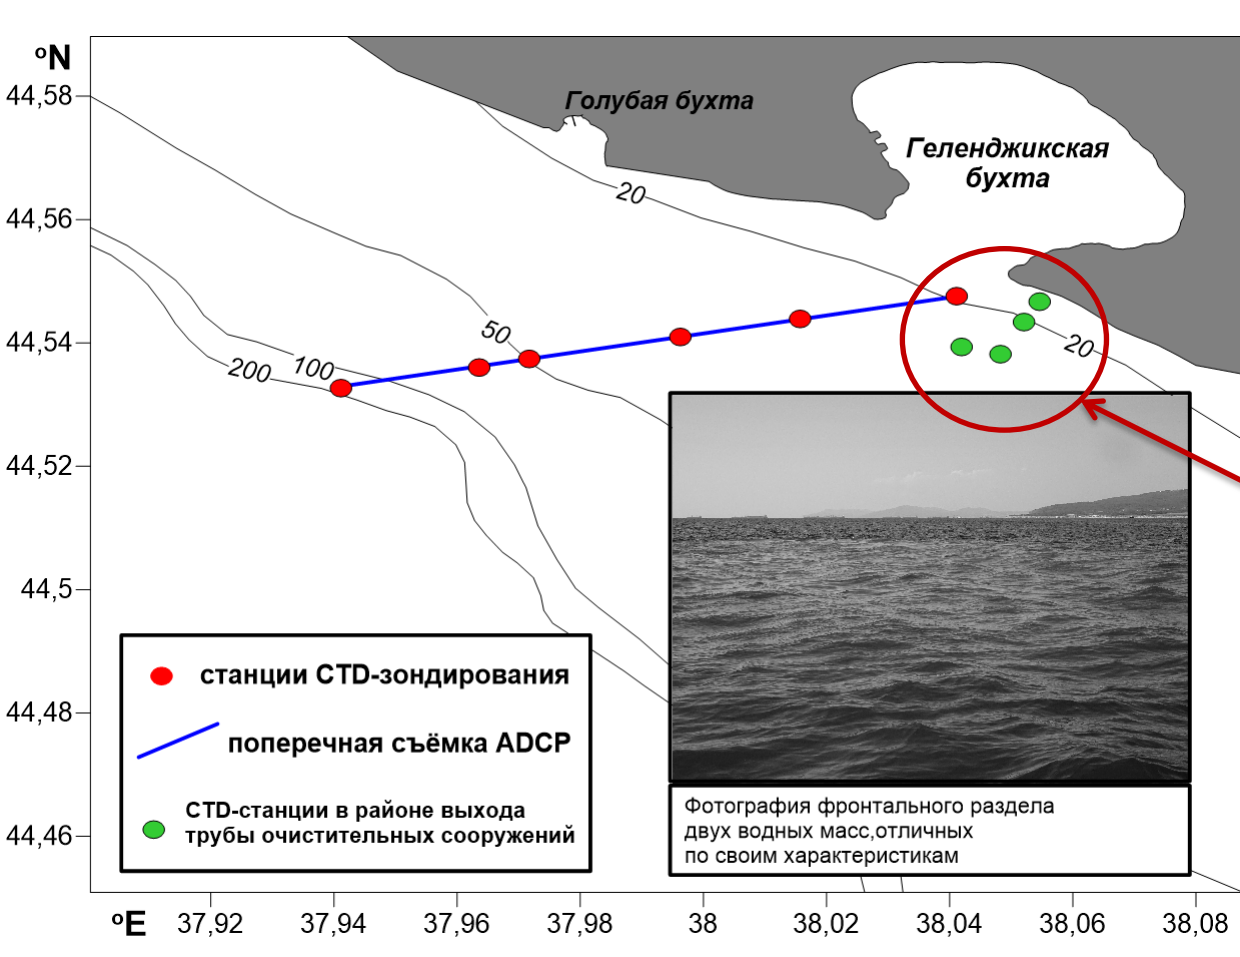 °N
44,58
44,56
44,54
44,52
44,5
44,48
44,46
Голубая бухта
Геленджикская
бухта
20
50
100
200
20
станции CTD-зондирования
поперечная съёмка ADCP
CTD-станции в районе выхода
трубы очистительных сооружений
Фотография фронтального раздела
двух водных масс,отличных
по своим характеристикам
°E
37,92
37,94
37,96
37,98
38
38,02
38,04
38,06
38,08